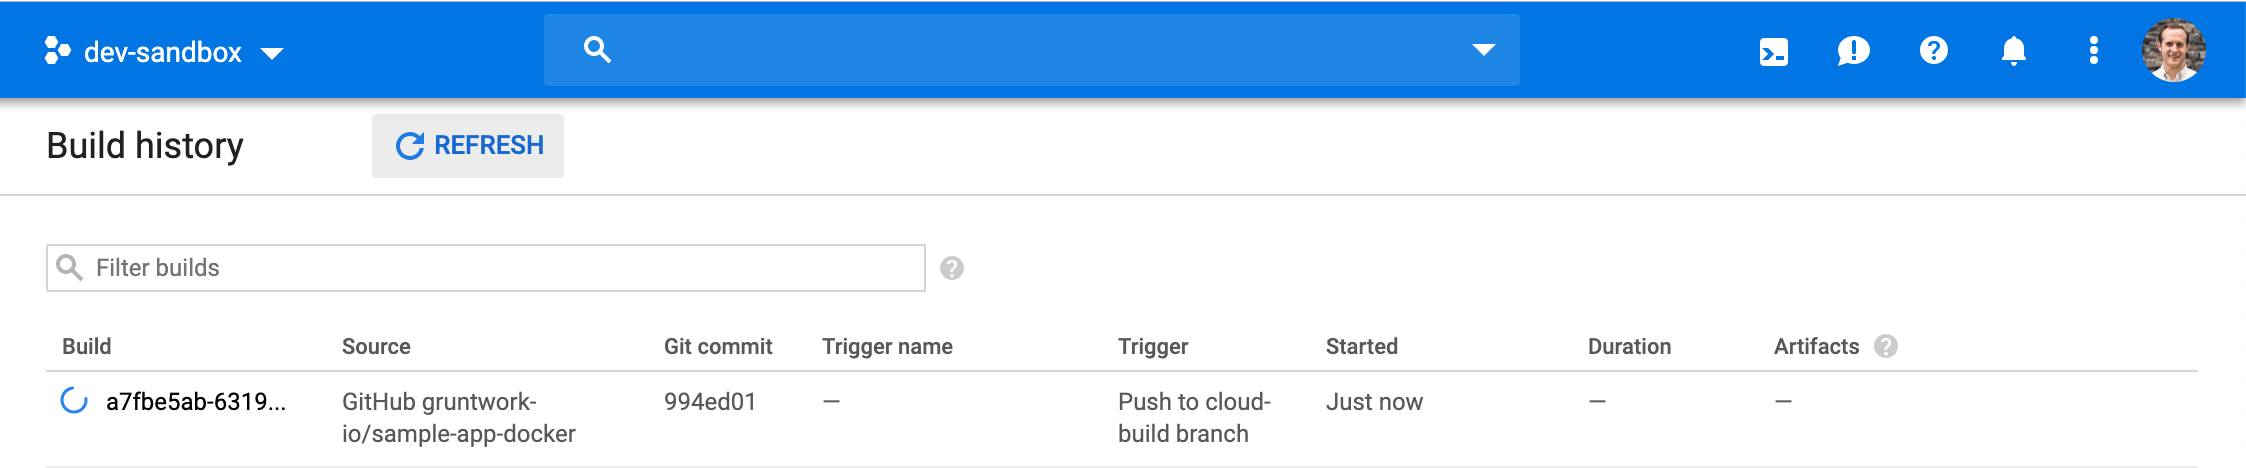 dev-sandbox
Build history
REFRESH
Filter builds
Build Source Git commit Trigger name Trigger Started Duration Artifacts
a7fbe5ab-6319... GitHub gruntwork- 994ed01 — Push to cloud- Just now — —
io/sample-app-docker build branch